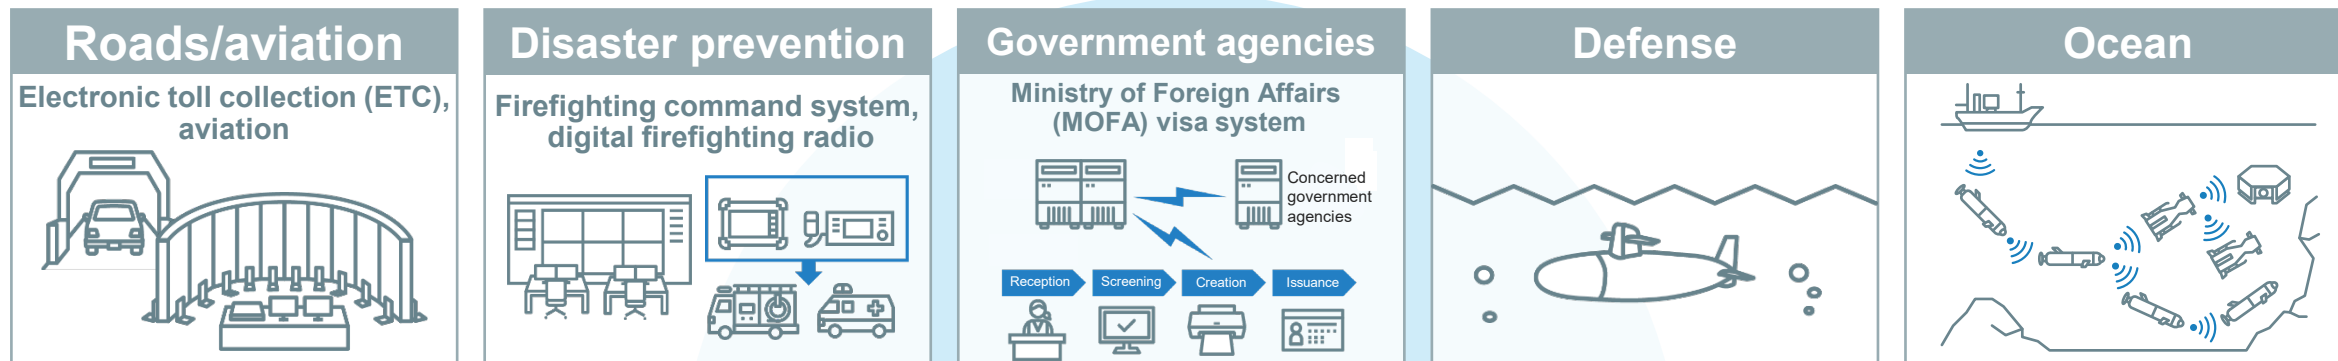 Roads/aviation
Electronic toll collection (ETC),
aviation
Disaster prevention
Firefighting command system,
digital firefighting radio
Government agencies
Ministry of Foreign Affairs
(MOFA) visa system
Concerned
government
agencies
Reception
Screening
Creation
Issuance
Defense
Ocean